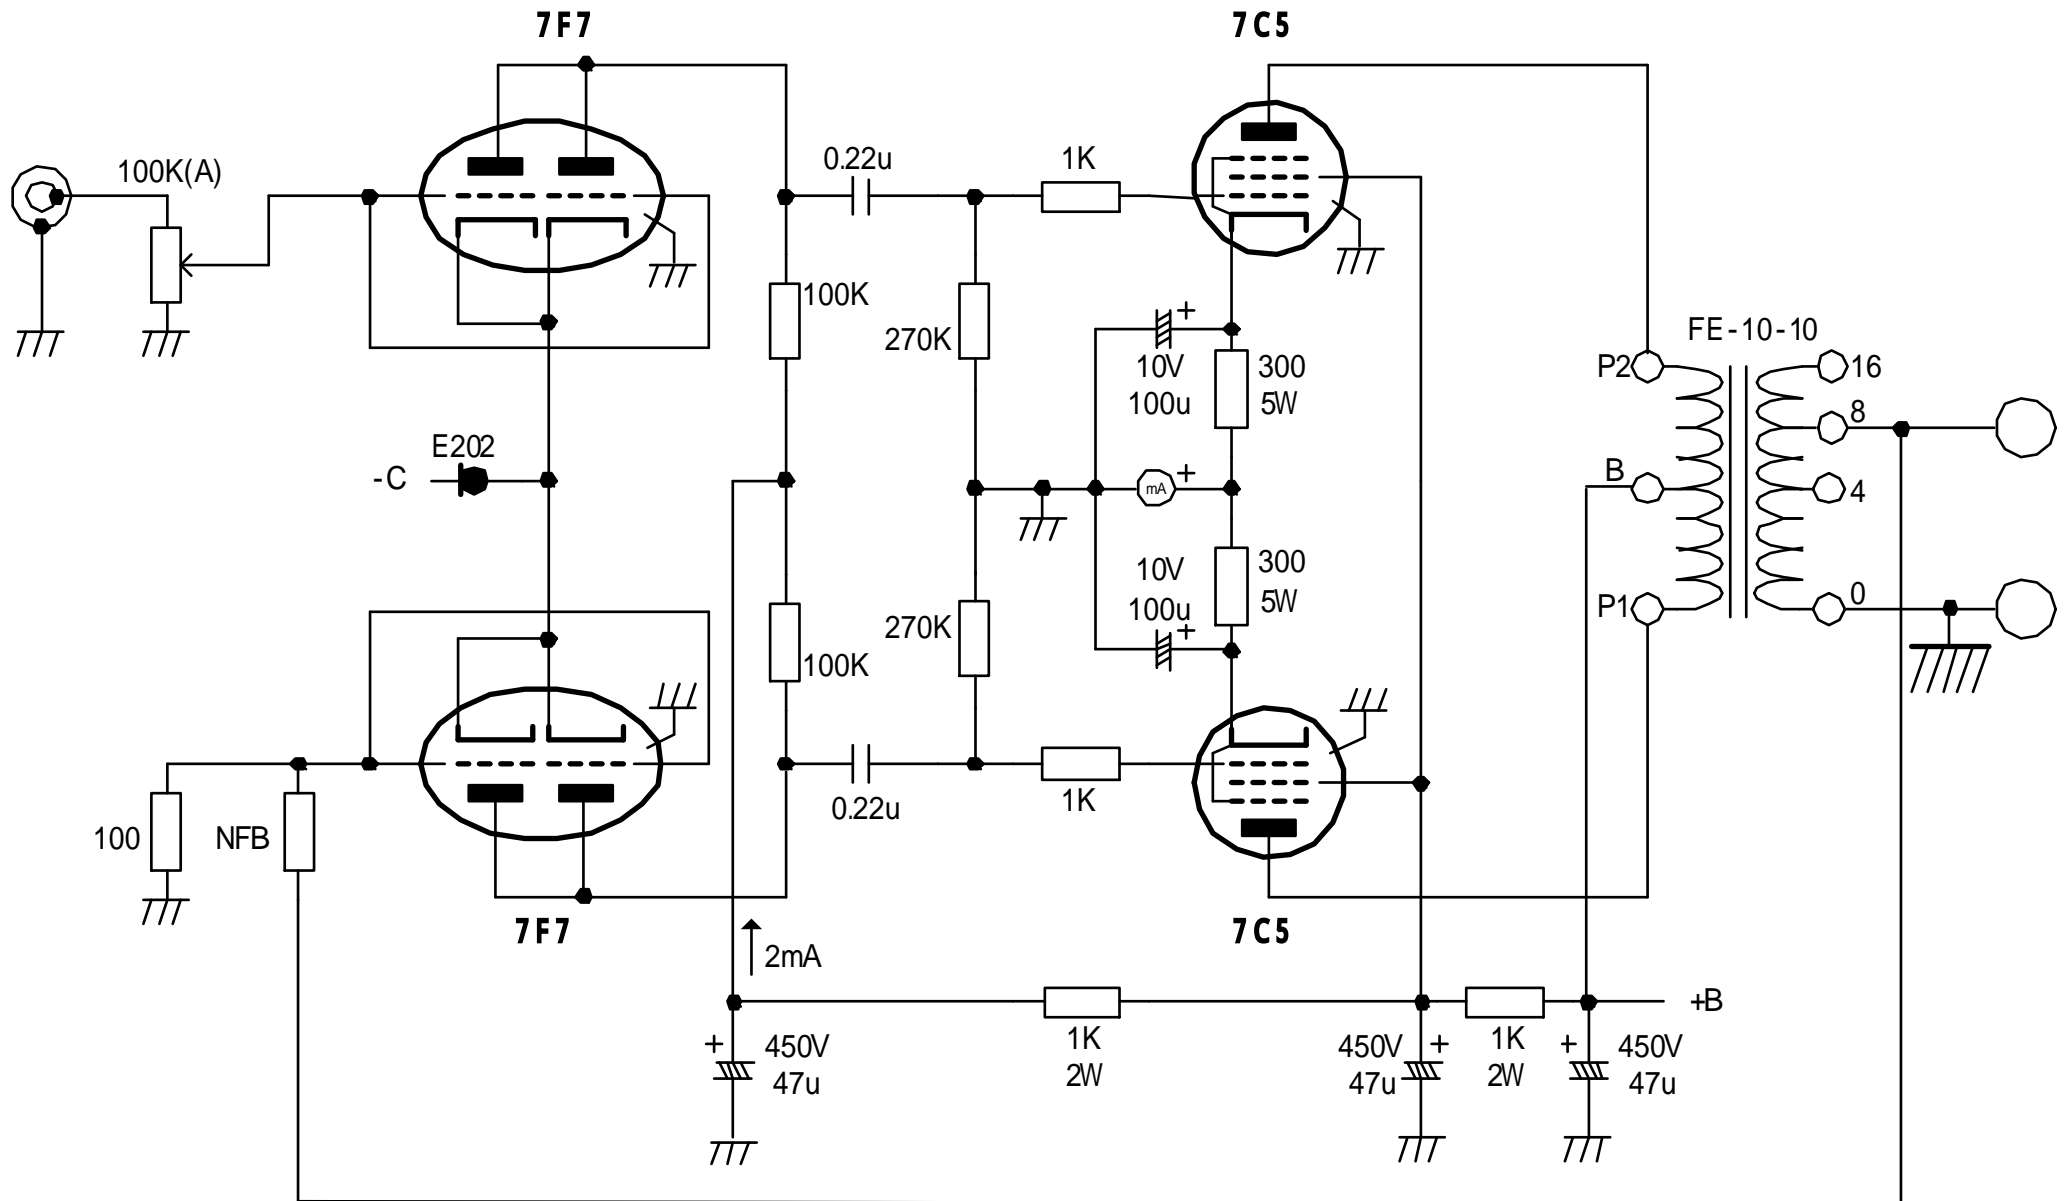 7F7
7C5
100K(A)
0.22u
1K
100K
270K
10V
100u
300
5W
FE-10-10
P2
16
8
E202
-C
mA
+
+
B
4
10V
100u
300
5W
+
P1
0
270K
100K
100
NFB
0.22u
1K
7F7
7C5
2mA
+B
+
450V
47u
1K
2W
450V
47u
+
1K
2W
+
450V
47u